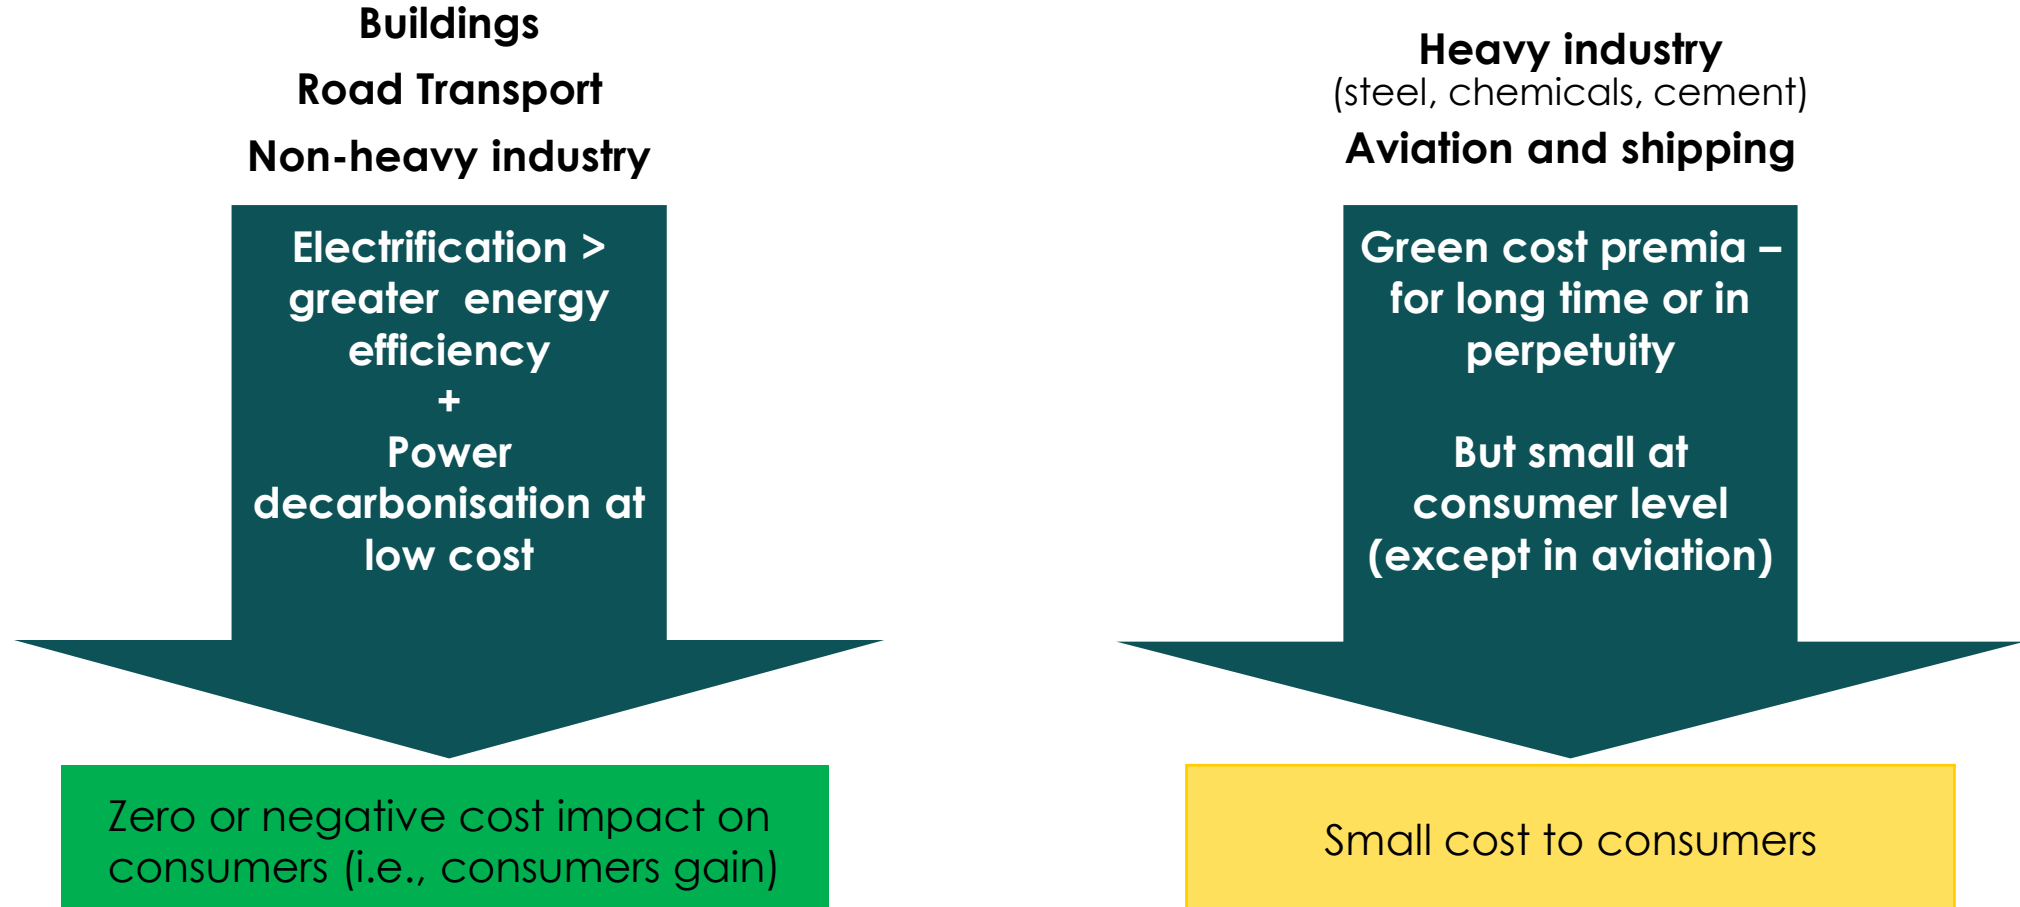 Buildings
Road Transport
Non-heavy industry
Electrification >
greater energy
efficiency
+
Power
decarbonisation at
low cost
Zero or negative cost impact on
consumers (i.e., consumers gain)
Heavy industry
(steel, chemicals, cement)
Aviation and shipping
Green cost premia –
for long time or in
perpetuity
But small at
consumer level
(except in aviation)
Small cost to consumers